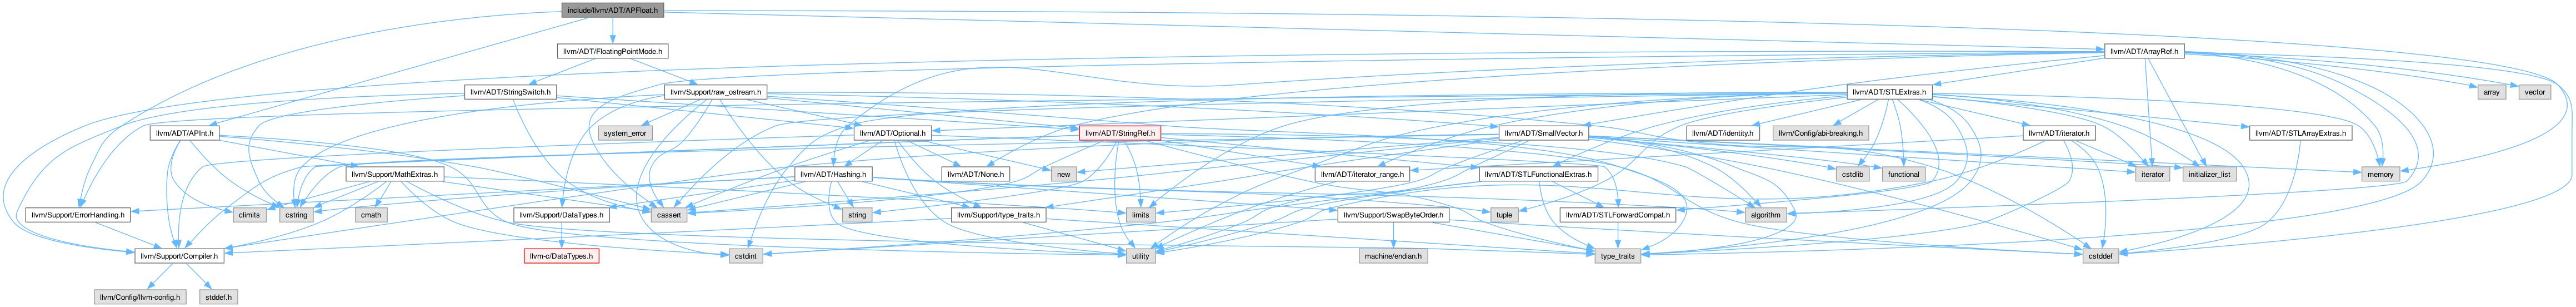 include/llvm/ADT/APFloat.h
llvm/ADT/FloatingPointMode.h
llvm/ADT/ArrayRef.h
llvm/ADT/StringSwitch.h
llvm/Support/raw_ostream.h
llvm/ADT/STLExtras.h
array
vector
llvm/ADT/APInt.h
system_error
llvm/ADT/Optional.h
llvm/ADT/StringRef.h
llvm/ADT/SmallVector.h
llvm/ADT/identity.h
llvm/Config/abi-breaking.h
llvm/ADT/iterator.h
llvm/ADT/STLArrayExtras.h
llvm/Support/MathExtras.h
llvm/ADT/Hashing.h
llvm/ADT/None.h
new
llvm/ADT/iterator_range.h
llvm/ADT/STLFunctionalExtras.h
cstdlib
functional
iterator
initializer_list
memory
llvm/Support/ErrorHandling.h
climits
cstring
cmath
llvm/Support/DataTypes.h
cassert
string
llvm/Support/type_traits.h
limits
tuple
llvm/Support/SwapByteOrder.h
algorithm
llvm/ADT/STLForwardCompat.h
llvm/Support/Compiler.h
llvm-c/DataTypes.h
cstdint
utility
machine/endian.h
type_traits
cstddef
llvm/Config/llvm-config.h
stddef.h